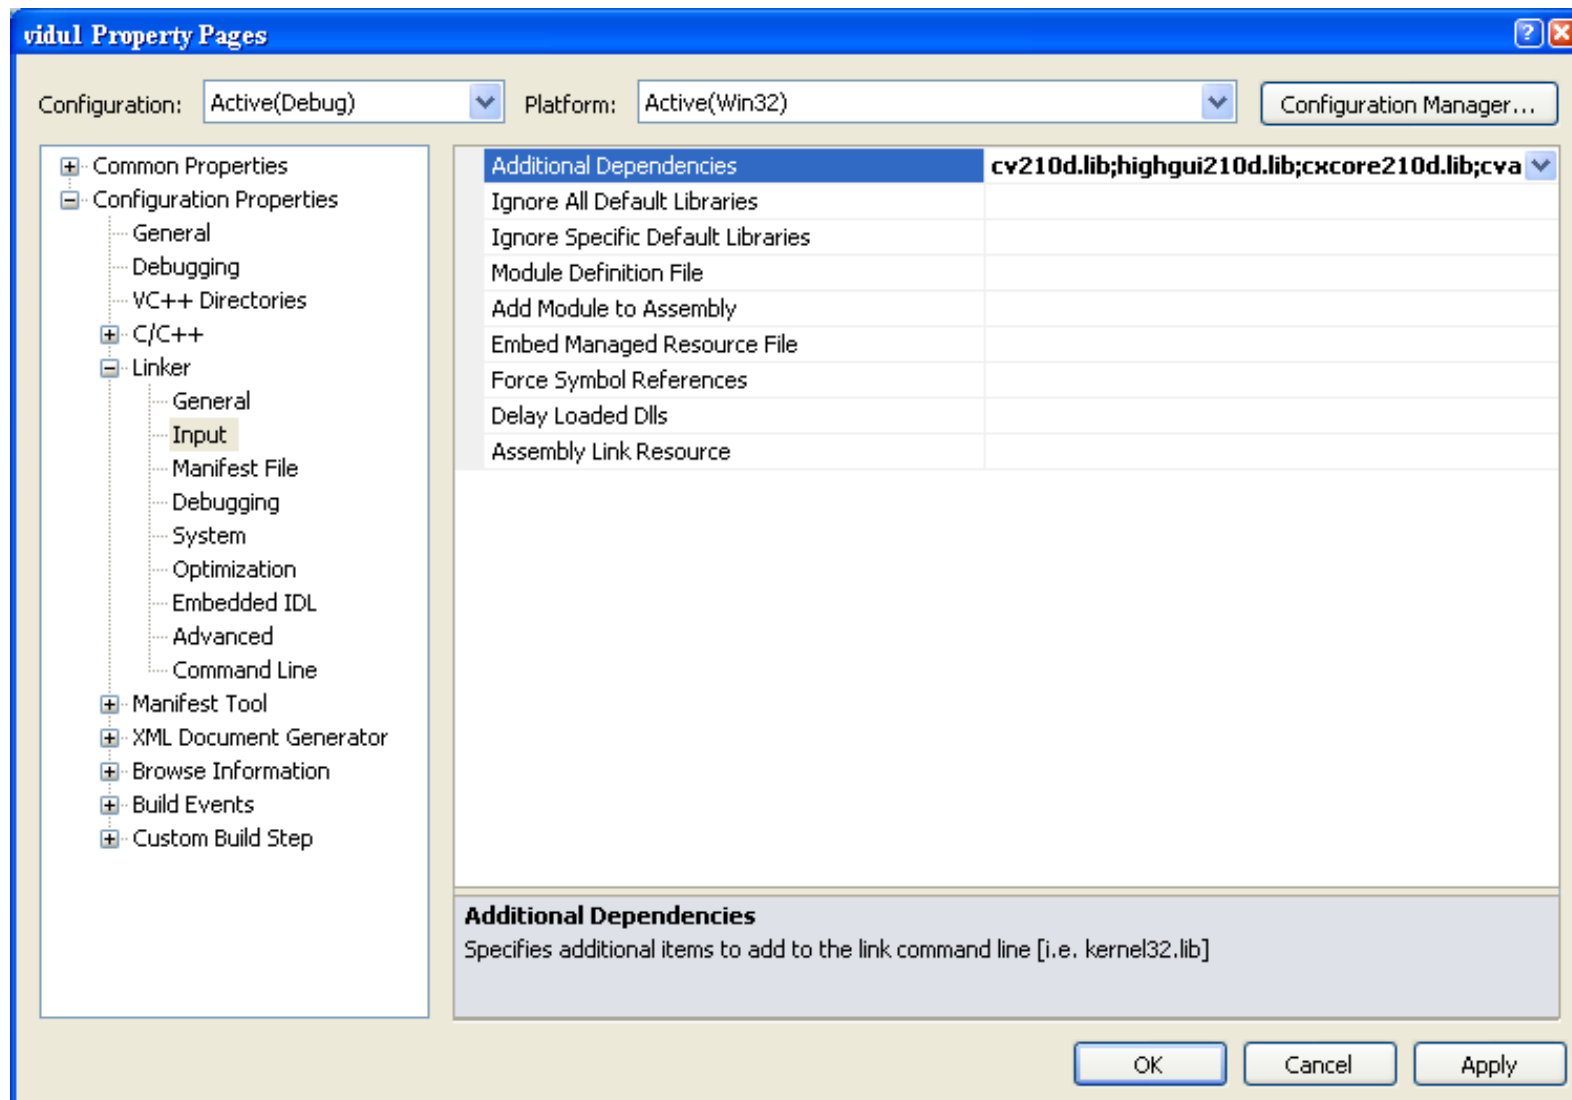 vidu1 Property Pages
Configuration: Active(Debug) Platform: Active(Win32) Configuration Manager...
Common Properties
Configuration Properties
General
Debugging
VC++ Directories
C/C++
Linker
General
Input
Manifest File
Debugging
System
Optimization
Embedded IDL
Advanced
Command Line
Manifest Tool
XML Document Generator
Browse Information
Build Events
Custom Build Step
Additional Dependencies cv210d.lib;highgui210d.lib;cxcore210d.lib;cva
Ignore All Default Libraries
Ignore Specific Default Libraries
Module Definition File
Add Module to Assembly
Embed Managed Resource File
Force Symbol References
Delay Loaded Dlls
Assembly Link Resource
Additional Dependencies
Specifies additional items to add to the link command line [i.e. kernel32.lib]
OK Cancel Apply